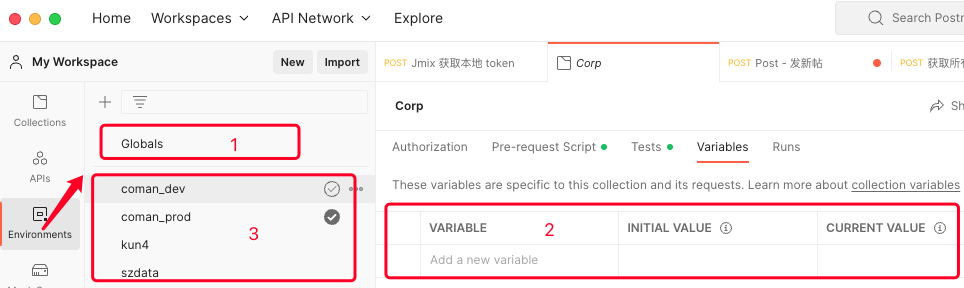 Home Workspaces API Network Explore Search Postr
My Workspace New Import POST Jmix 获取本地 token Corp POST Post - 发新帖 POST 获取所有
Collections
Globals 1
Corp Sh
APIs
Authorization Pre-request Script Tests Variables Runs
coman_dev
These variables are specific to this collection and its requests. Learn more about collection variables
coman_prod
Environments
3
VARIABLE 2 INITIAL VALUE CURRENT VALUE
kun4
Add a new variable
szdata